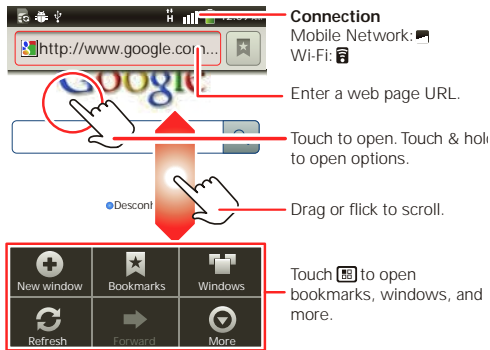 H
Connection
Mobile Network:
Wi-Fi:
http://www.google.com...
Enter a web page URL.
Google
Touch to open. Touch & hold
to open options.
Drag or flick to scroll.
Touch to open
bookmarks, windows, and
more.
New window
Bookmarks
Windows
Refresh
Forward
More